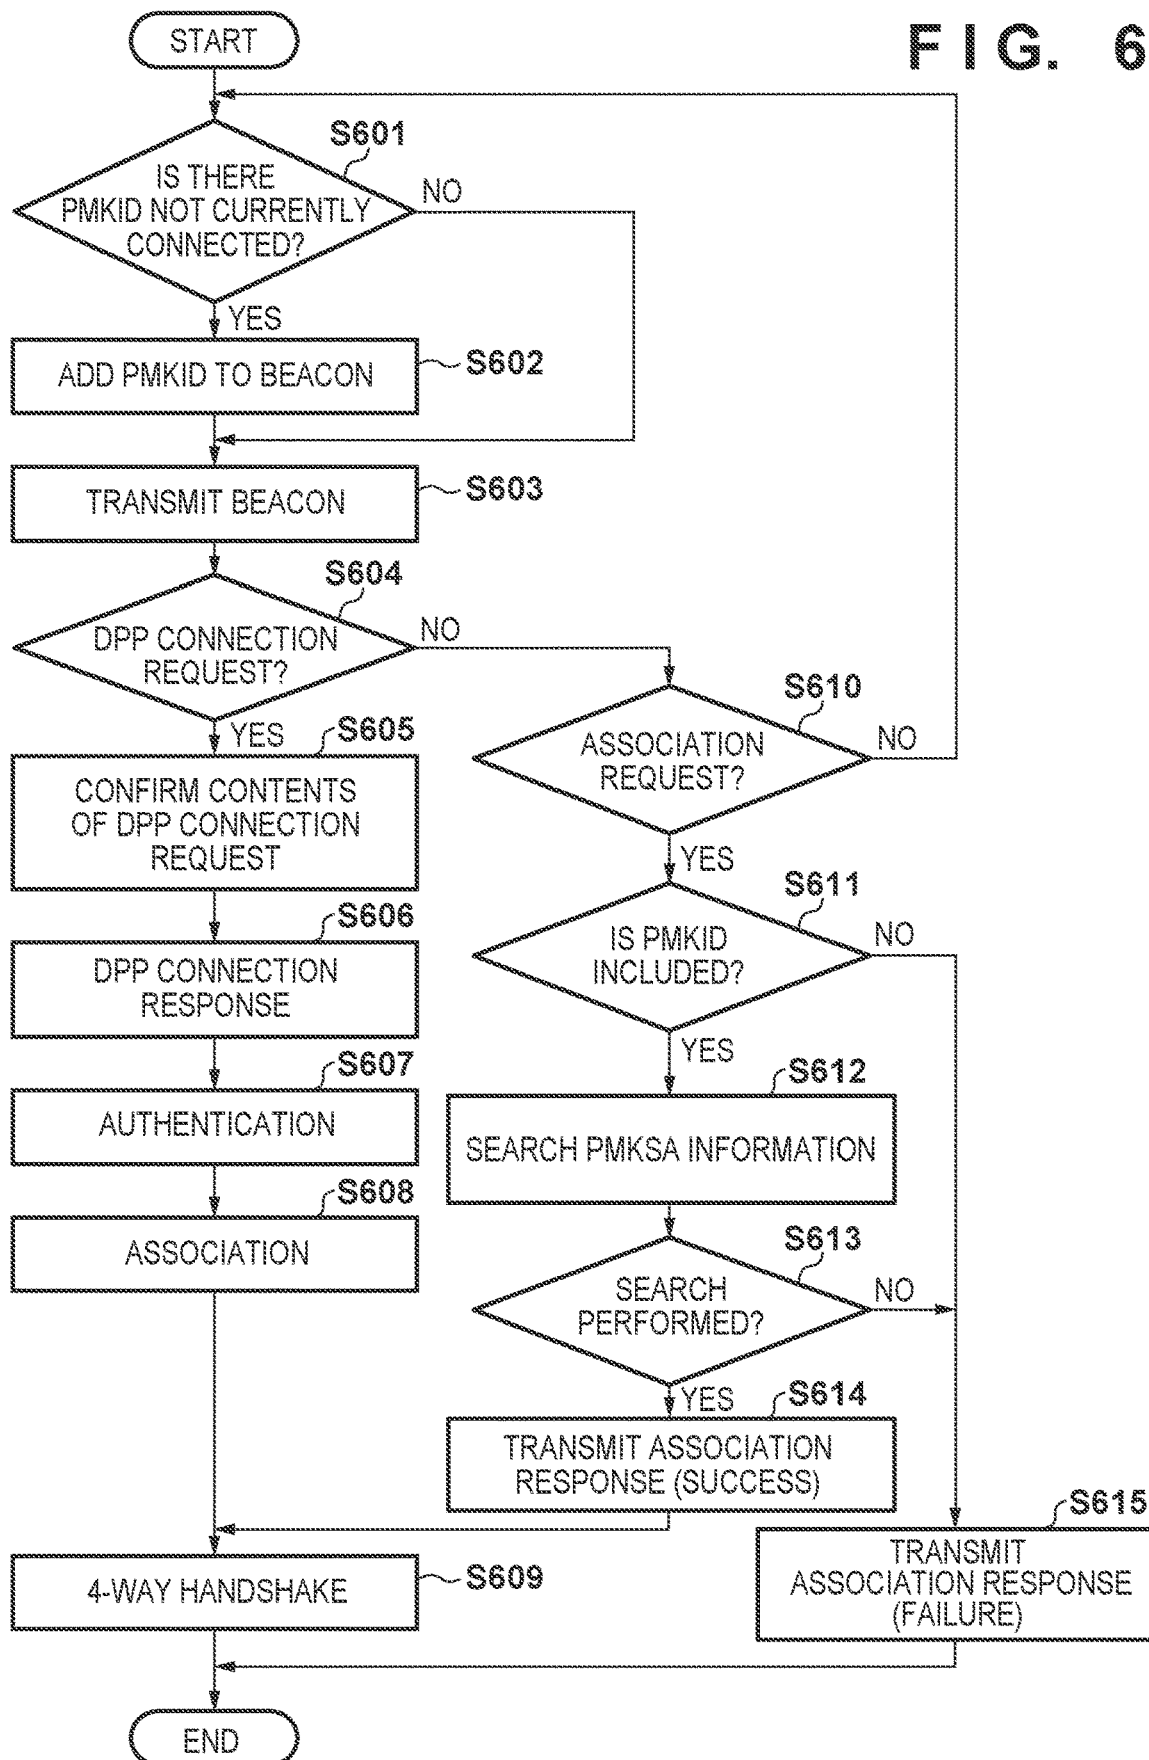 START
FIG. 6
S601
IS THERE
PMKID NOT CURRENTLY
CONNECTED?
NO
YES
ADD PMKID TO BEACON
S602
TRANSMIT BEACON
S603
S604
DPP CONNECTION
REQUEST?
NO
YES
S605
CONFIRM CONTENTS
OF DPP CONNECTION
REQUEST
S606
DPP CONNECTION
RESPONSE
S607
AUTHENTICATION
S608
ASSOCIATION
S610
ASSOCIATION
REQUEST?
NO
YES
S611
IS PMKID
INCLUDED?
NO
YES
S612
SEARCH PMKSA INFORMATION
S613
SEARCH
PERFORMED?
NO
YES
S614
TRANSMIT ASSOCIATION
RESPONSE (SUCCESS)
S615
TRANSMIT
ASSOCIATION RESPONSE
(FAILURE)
4-WAY HANDSHAKE
S609
END